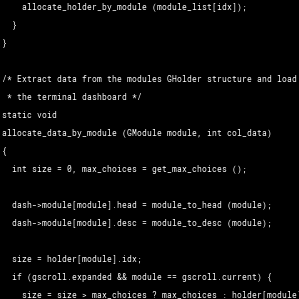 allocate_holder_by_module (module_list[idx]);
}
}
/* Extract data from the modules GHolder structure and load
* the terminal dashboard */
static void
allocate_data_by_module (GModule module, int col_data)
{
int size = 0, max_choices = get_max_choices ();
dash->module[module].head = module_to_head (module);
dash->module[module].desc = module_to_desc (module);
size = holder[module].idx;
if (gscroll.expanded && module == gscroll.current) {
size = size > max_choices ? max_choices : holder[module